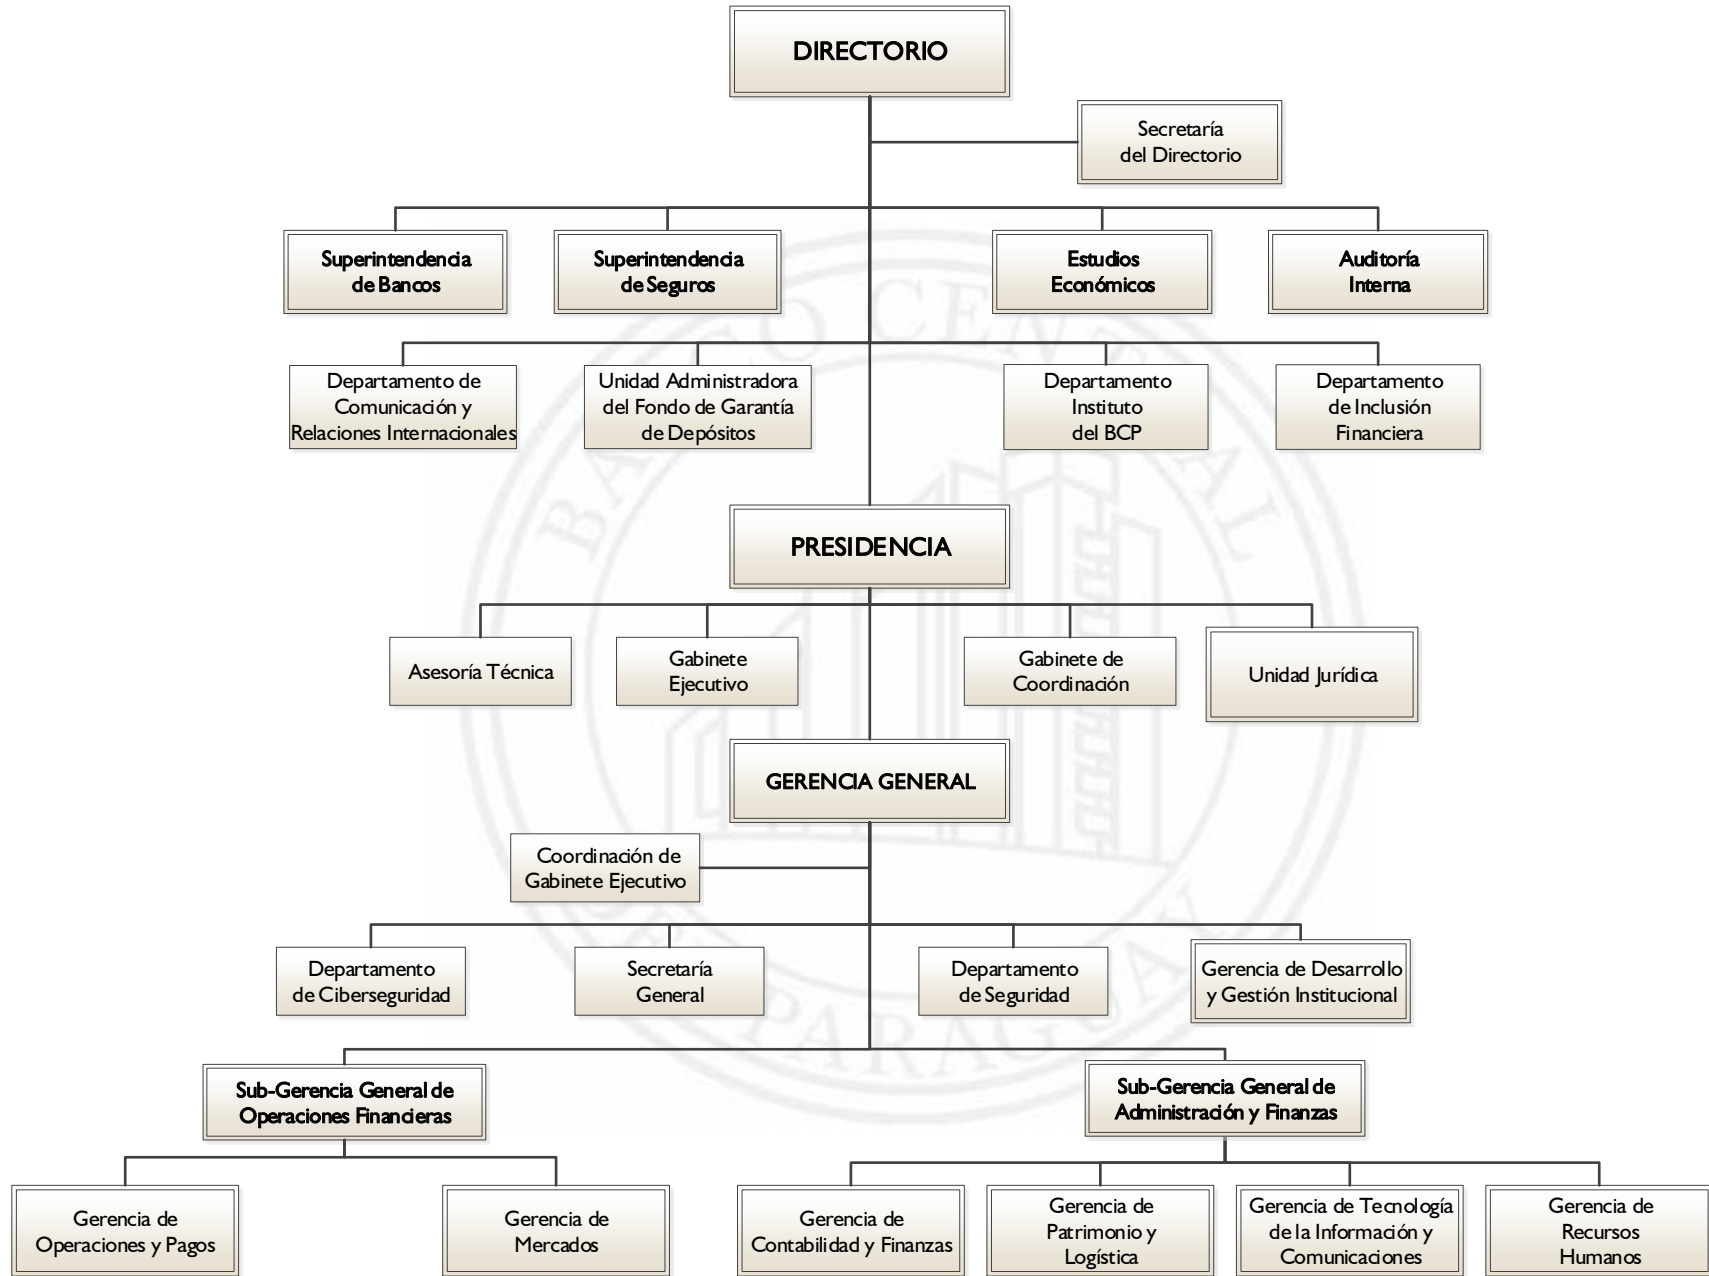 DIRECTORIO
Secretaría
del Directorio
Superintendencia
de Bancos
Superintendencia
de Seguros
Estudios
Económicos
Auditoría
Interna
Departamento de
Comunicación y
Relaciones Internacionales
Unidad Administradora
del Fondo de Garantía
de Depósitos
Departamento
Instituto
del BCP
Departamento
de Inclusión
Financiera
PRESIDENCIA
Asesoría Técnica
Gabinete
Ejecutivo
Gabinete de
Coordinación
Unidad Jurídica
GERENCIA GENERAL
Coordinación de
Gabinete Ejecutivo
Departamento
de Ciberseguridad
Secretaría
General
Departamento
de Seguridad
Gerencia de Desarrollo
y Gestión Institucional
Sub-Gerencia General de
Operaciones Financieras
Sub-Gerencia General de
Administración y Finanzas
Gerencia de
Operaciones y Pagos
Gerencia de
Mercados
Gerencia de
Contabilidad y Finanzas
Gerencia de
Patrimonio y
Logística
Gerencia de Tecnología
de la Información y
Comunicaciones
Gerencia de
Recursos
Humanos
BANCO CENTRAL
DEL PARAGUAY